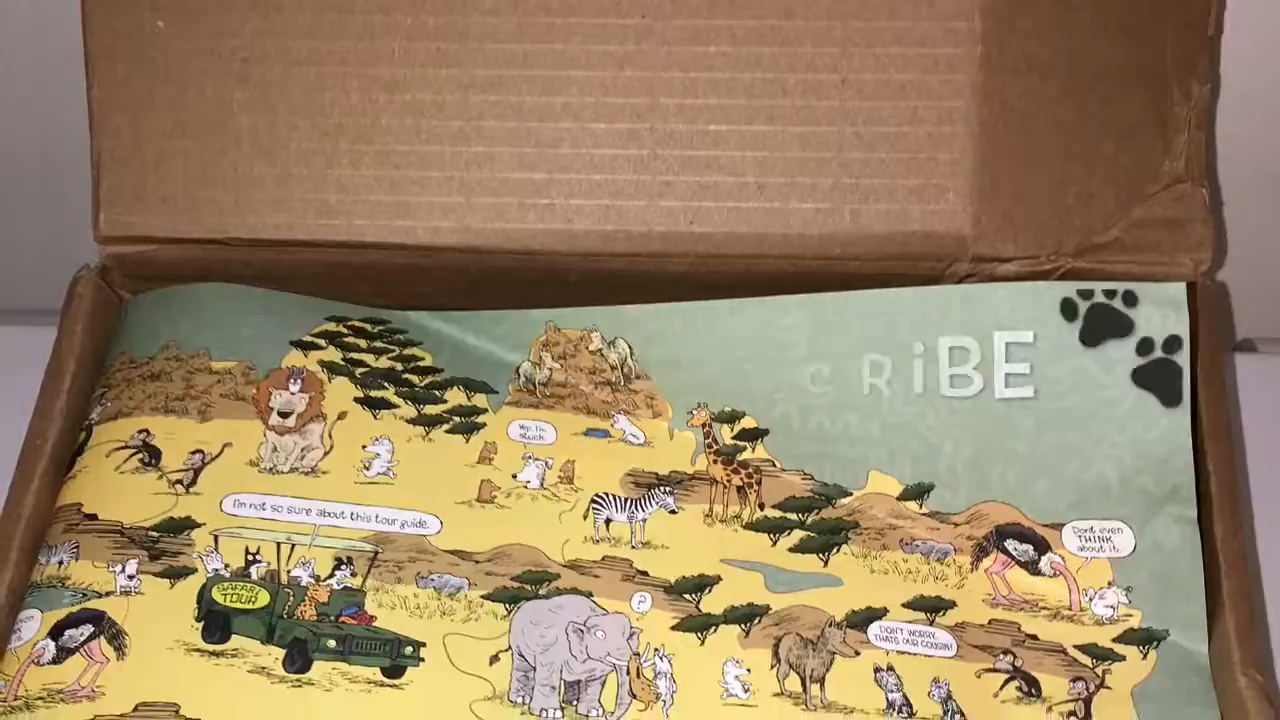 SCRiBE
Yep, I'm
stuck.
I'm not so sure about this tour guide.
Don't even
THINK
about it.
SAFARI
TOUR
?
DON'T WORRY.
THAT'S OUR COUSIN!